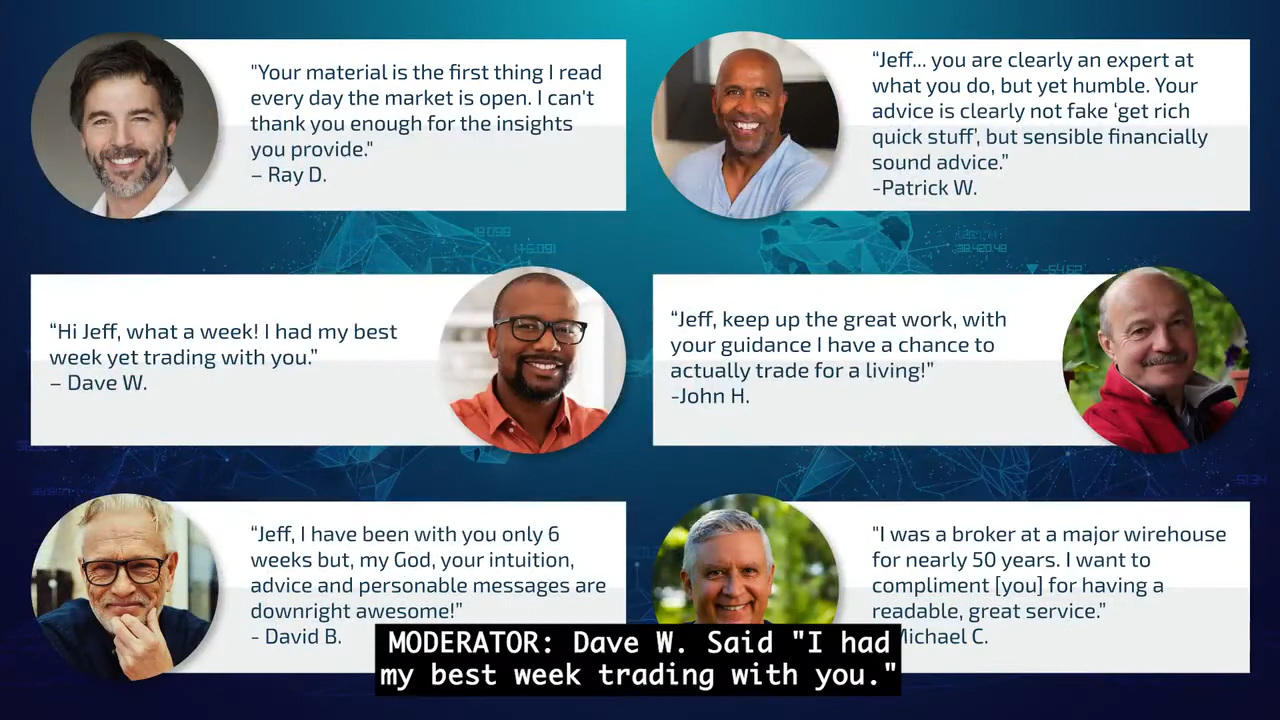 "Your material is the first thing I read
every day the market is open. I can't
thank you enough for the insights
you provide."
– Ray D.
“Jeff... you are clearly an expert at
what you do, but yet humble. Your
advice is clearly not fake ‘get rich
quick stuff’, but sensible financially
sound advice.”
-Patrick W.
“Hi Jeff, what a week! I had my best
week yet trading with you.”
– Dave W.
“Jeff, keep up the great work, with
your guidance I have a chance to
actually trade for a living!”
-John H.
“Jeff, I have been with you only 6
weeks but, my God, your intuition,
advice and personable messages are
downright awesome!”
- David B.
"I was a broker at a major wirehouse
for nearly 50 years. I want to
compliment [you] for having a
readable, great service.”
Michael C.
MODERATOR: Dave W. Said "I had
my best week trading with you."